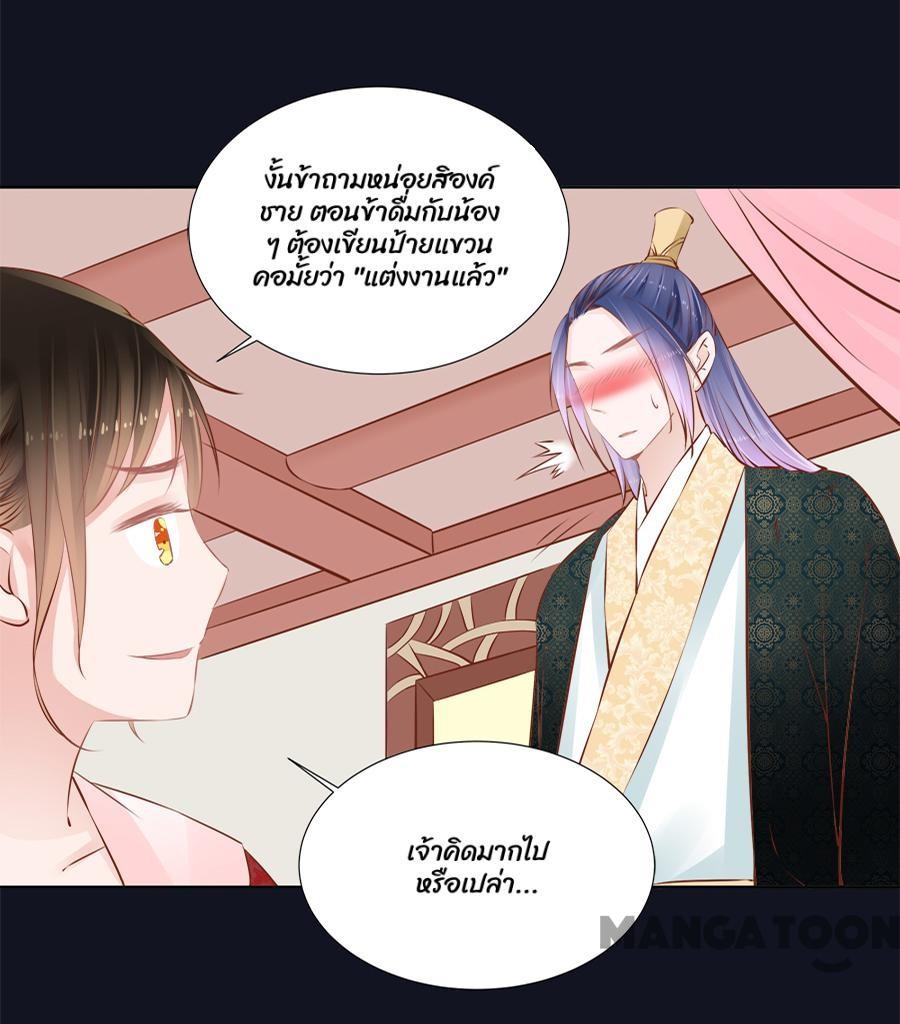 งั้นข้าถามหน่อยสิองค์
ชาย ตอนข้าดื่มกับน้อง
ๆ ต้องเขียนป้ายแขวน
คอมั้ยว่า "แต่งงานแล้ว"
เจ้าคิดมากไป
หรือเปล่า...
MANGATOON